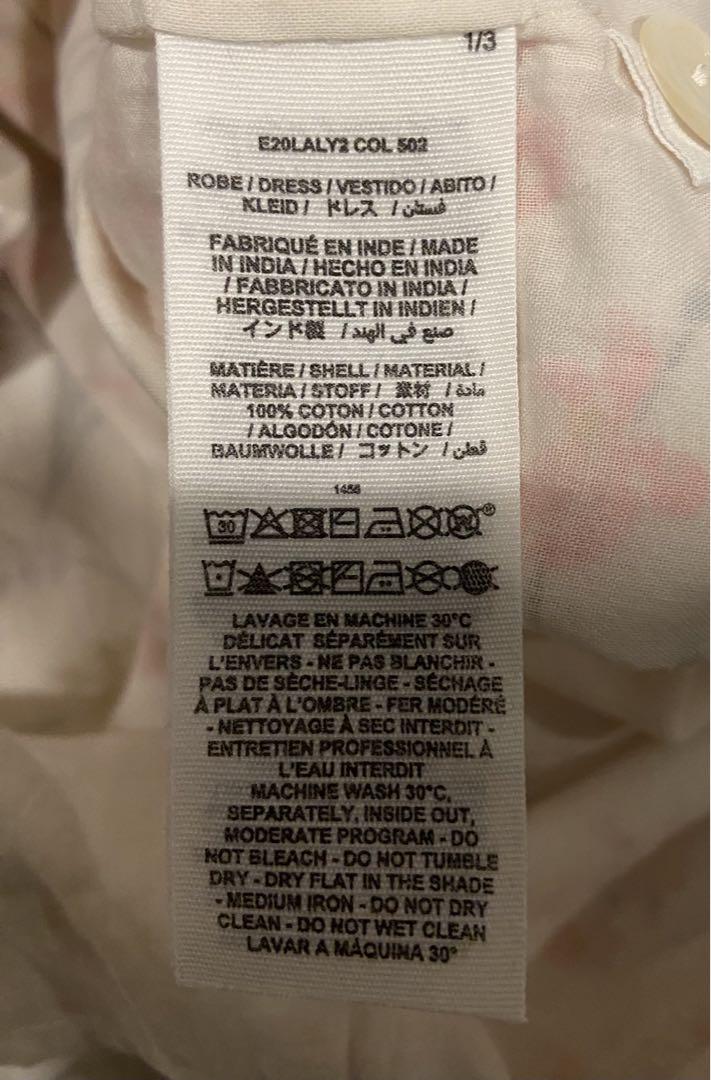 1/3
E20LALY2 COL 502
ROBE / DRESS / VESTIDO / ABITO /
KLEID / ドレス / فستان
FABRIQUÉ EN INDE / MADE
IN INDIA / HECHO EN INDIA
/ FABBRICATO IN INDIA /
HERGESTELLT IN INDIEN /
インド製 / صنع في الهند
MATIÈRE / SHELL / MATERIAL /
MATERIA / STOFF / 素材 / مادة
100% COTON / COTTON
/ ALGODÓN / COTONE /
BAUMWOLLE / コットン / قطن
1456
30 W®
LAVAGE EN MACHINE 30°C
DÉLICAT SÉPARÉMENT SUR
L'ENVERS - NE PAS BLANCHIR -
PAS DE SÈCHE-LINGE - SÉCHAGE
À PLAT À L'OMBRE - FER MODÉRÉ
- NETTOYAGE À SEC INTERDIT -
ENTRETIEN PROFESSIONNEL À
L'EAU INTERDIT
MACHINE WASH 30°C,
SEPARATELY, INSIDE OUT,
MODERATE PROGRAM - DO
NOT BLEACH - DO NOT TUMBLE
DRY - DRY FLAT IN THE SHADE
- MEDIUM IRON - DO NOT DRY
CLEAN - DO NOT WET CLEAN
LAVAR A MÁQUINA 30°